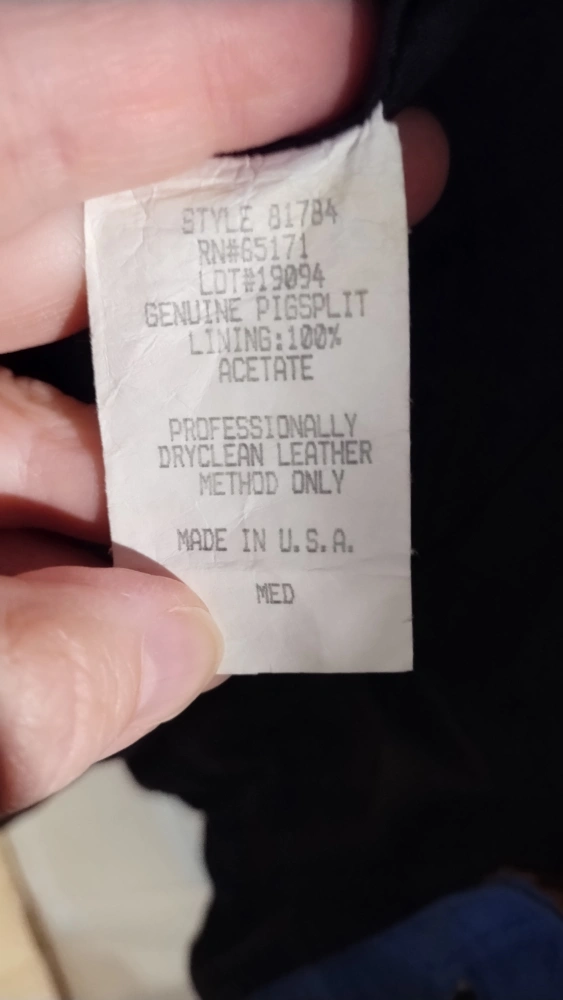 STYLE 81784
RN#65171
LOT#19094
GENUINE PIGSPLIT
LINING:100%
ACETATE
PROFESSIONALLY
DRYCLEAN LEATHER
METHOD ONLY
MADE IN U.S.A.
MED